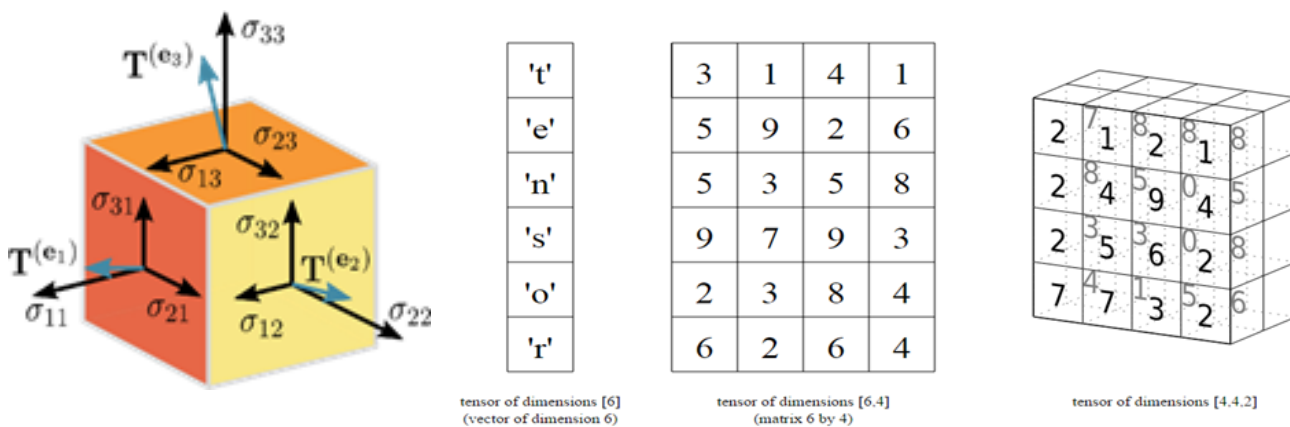 σ33
T(e3)
σ23
σ13
σ31
σ32
T(e1)
T(e2)
σ11
σ21
σ12
σ22
't'
'e'
'n'
's'
'o'
'r'
tensor of dimensions [6]
(vector of dimension 6)
3 1 4 1
5 9 2 6
5 3 5 8
9 7 9 3
2 3 8 4
6 2 6 4
tensor of dimensions [6,4]
(matrix 6 by 4)
2 7 1 8 2 8 1 8
2 8 4 5 9 0 4 5
2 3 5 3 6 0 2 8
7 4 7 1 3 5 2 6
tensor of dimensions [4,4,2]